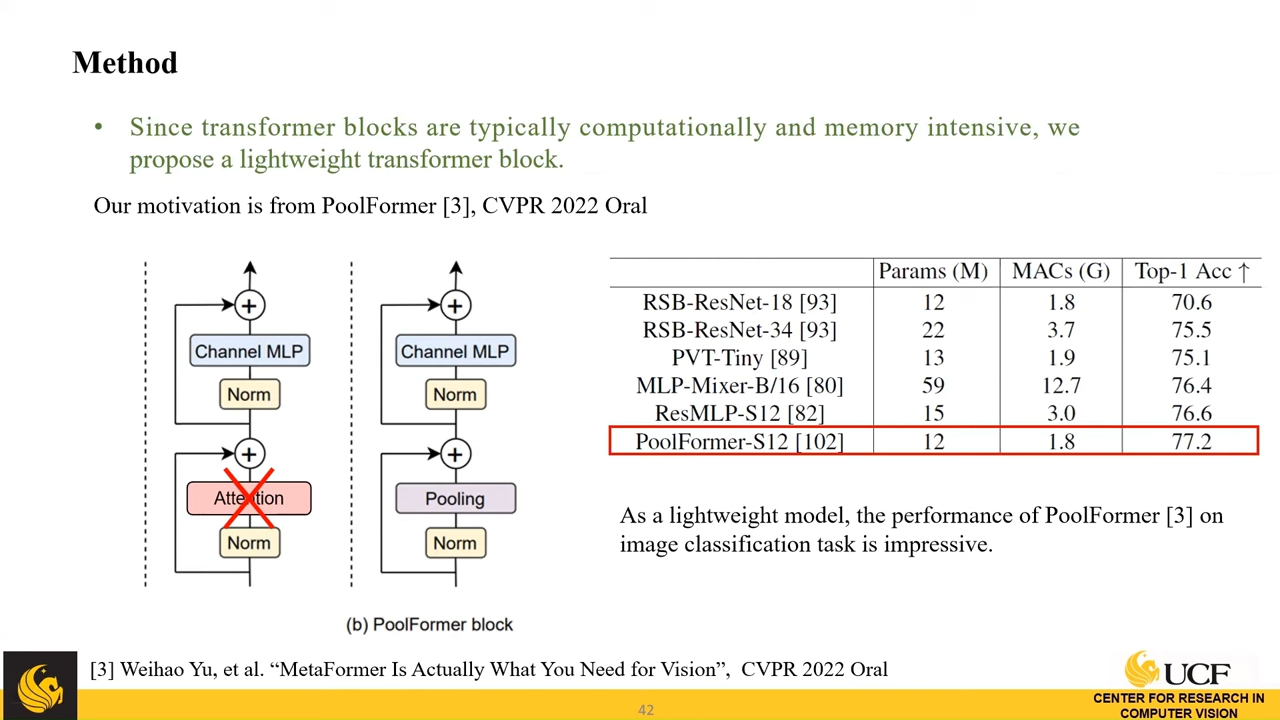 Method
• Since transformer blocks are typically computationally and memory intensive, we
propose a lightweight transformer block.
Our motivation is from PoolFormer [3], CVPR 2022 Oral
+
Channel MLP
Norm
+
Attention
Norm
+
Channel MLP
Norm
+
Pooling
Norm
(b) PoolFormer block
Params (M) MACs (G) Top-1 Acc ↑
RSB-ResNet-18 [93] 12 1.8 70.6
RSB-ResNet-34 [93] 22 3.7 75.5
PVT-Tiny [89] 13 1.9 75.1
MLP-Mixer-B/16 [80] 59 12.7 76.4
ResMLP-S12 [82] 15 3.0 76.6
PoolFormer-S12 [102] 12 1.8 77.2
As a lightweight model, the performance of PoolFormer [3] on
image classification task is impressive.
[3] Weihao Yu, et al. “MetaFormer Is Actually What You Need for Vision”, CVPR 2022 Oral
42
UCF
CENTER FOR RESEARCH IN
COMPUTER VISION